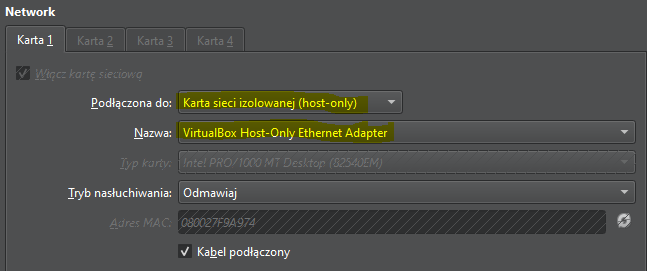 Network
Karta 1 Karta 2 Karta 3 Karta 4
Włącz kartę sieciową
Podłączona do: Karta sieci izolowanej (host-only)
Nazwa: VirtualBox Host-Only Ethernet Adapter
Typ karty: Intel PRO/1000 MT Desktop (82540EM)
Tryb nasłuchiwania: Odmawiaj
Adres MAC: 080027F9A974
Kabel podłączony